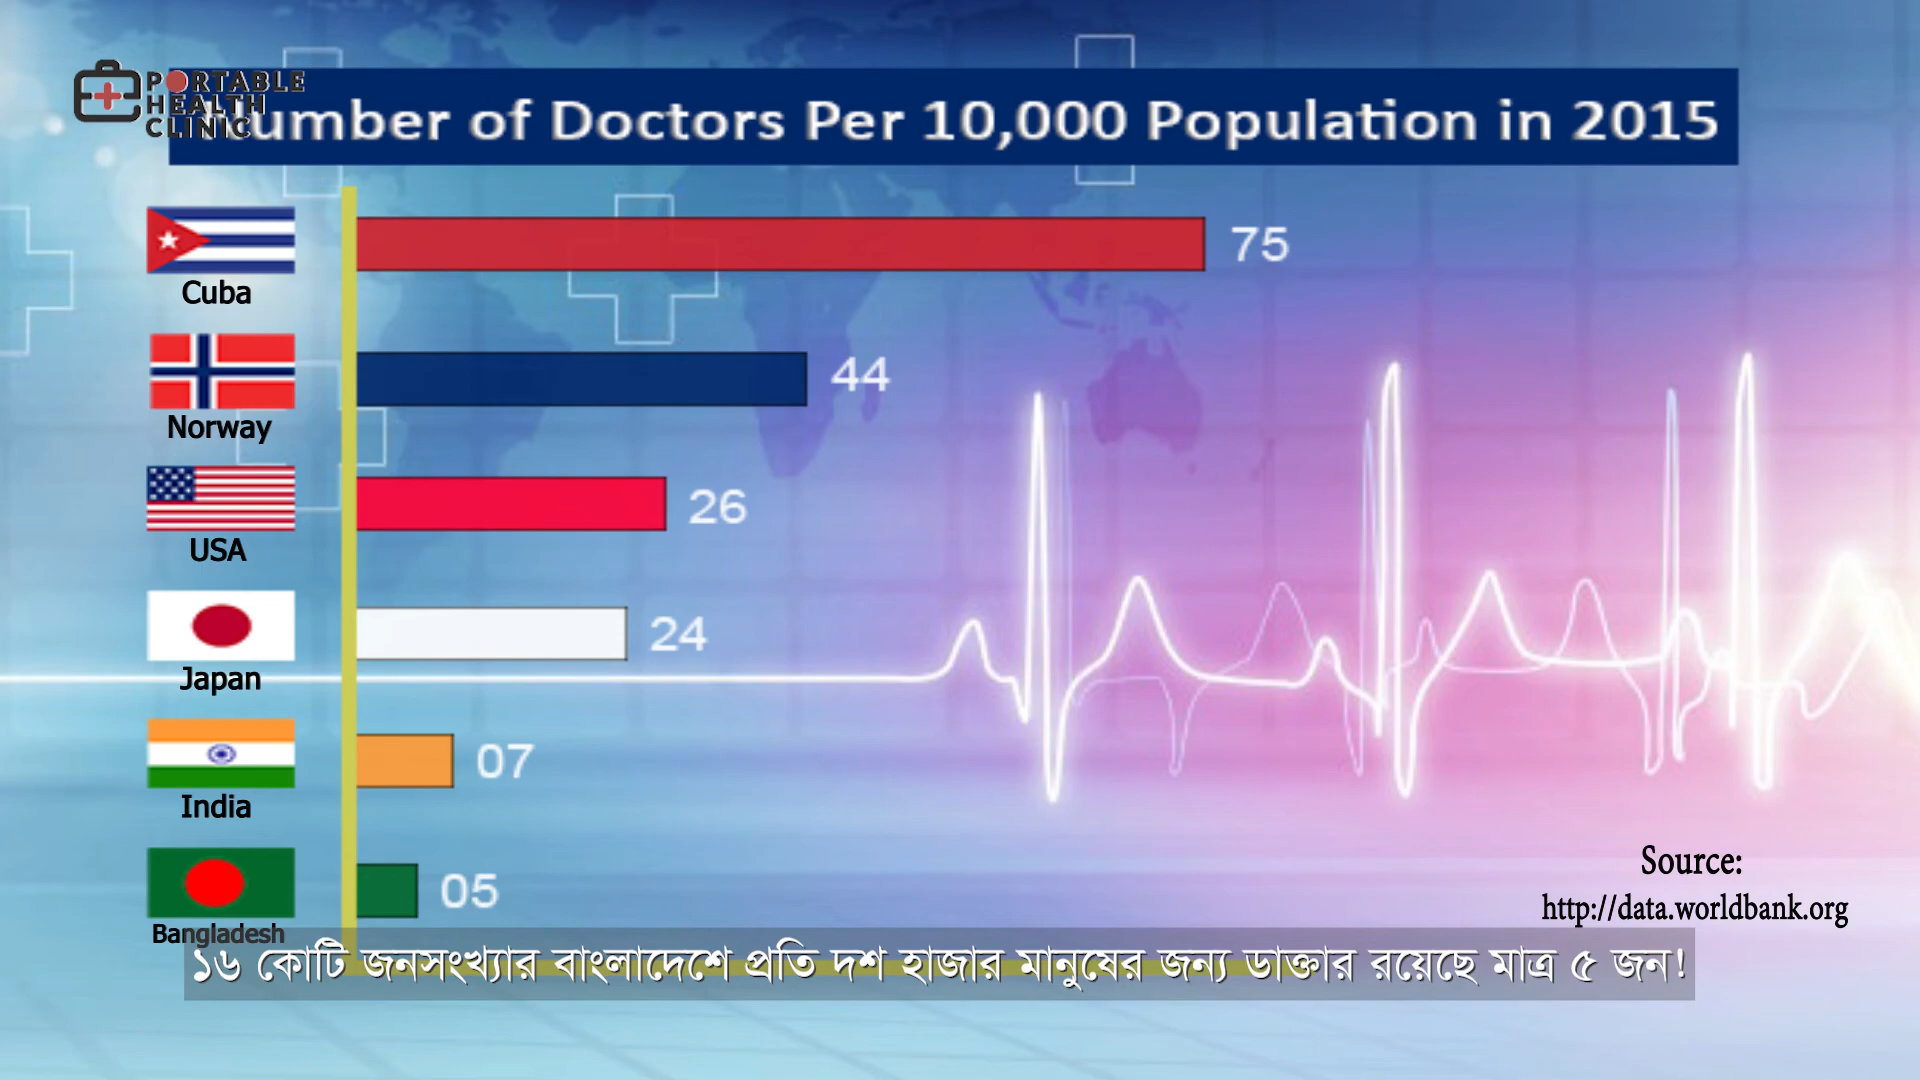 PORTABLE
HEALTH
CLINIC
Number of Doctors Per 10,000 Population in 2015
Cuba
75
Norway
44
USA
26
Japan
24
India
07
Bangladesh
05
Source:
http://data.worldbank.org
১৬ কোটি জনসংখ্যার বাংলাদেশে প্রতি দশ হাজার মানুষের জন্য ডাক্তার রয়েছে মাত্র ৫ জন!